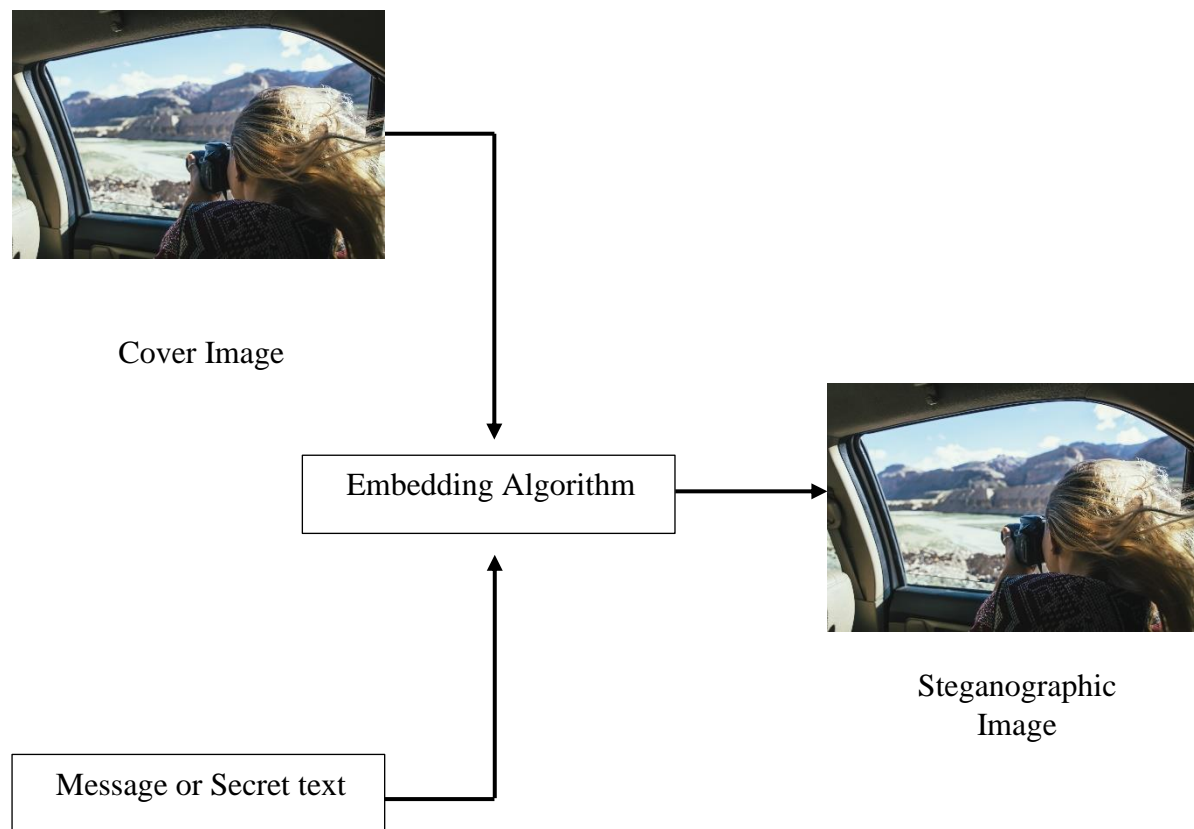 Cover Image
Embedding Algorithm
Steganographic
Image
Message or Secret text